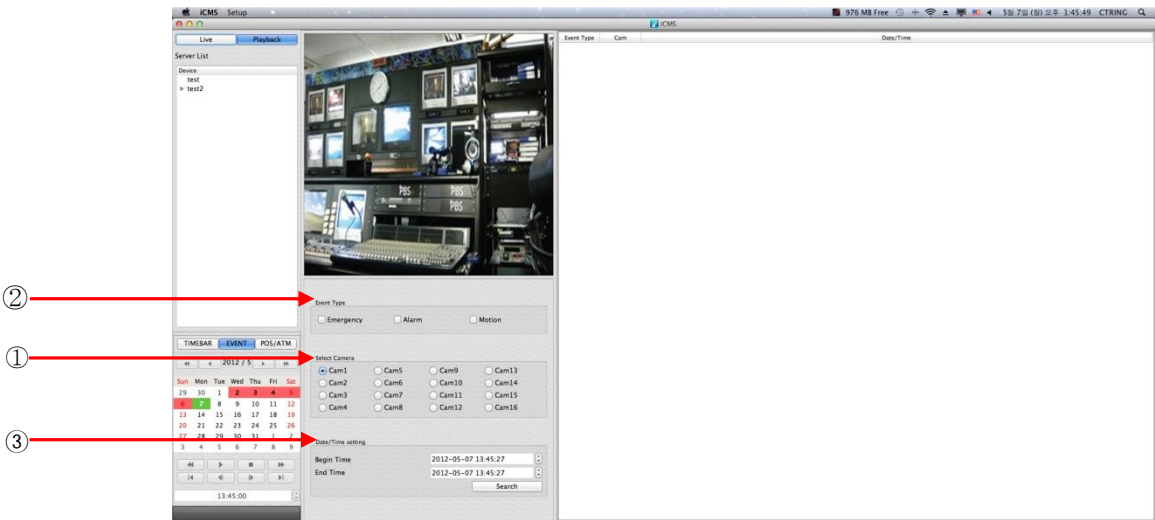 iCMS Setup
976 MB Free 5월 7일 (월) 오후 1:45:49 CTRING
iCMS
Live Playback
Server List
Device
test
test2
PBS PBS
PBS
Event Type Cam Date/Time
②
Event Type
Emergency Alarm Motion
①
Select Camera
Cam1 Cam5 Cam9 Cam13
Cam2 Cam6 Cam10 Cam14
Cam3 Cam7 Cam11 Cam15
Cam4 Cam8 Cam12 Cam16
③
Date/Time setting
Begin Time 2012-05-07 13:45:27
End Time 2012-05-07 13:45:27
Search
TIMEBAR EVENT POS/ATM
2012 / 5
Sun Mon Tue Wed Thu Fri Sat
29 30 1 2 3 4 5
6 7 8 9 10 11 12
13 14 15 16 17 18 19
20 21 22 23 24 25 26
27 28 29 30 31 1 2
3 4 5 6 7 8 9
13:45:00